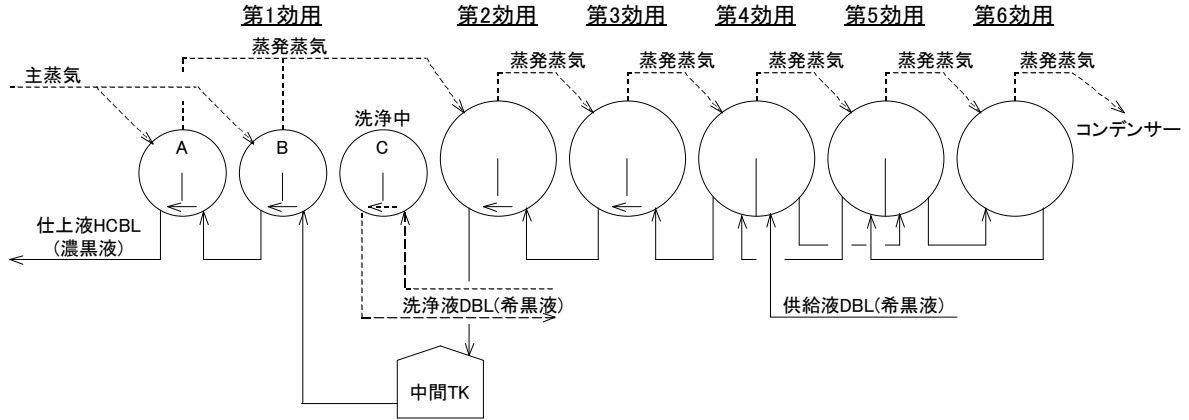 第1効用
第2効用
第3効用
第4効用
第5効用
第6効用
蒸発蒸気
蒸発蒸気
蒸発蒸気
蒸発蒸気
蒸発蒸気
蒸発蒸気
主蒸気
洗浄中
コンデンサー
A
B
C
仕上液HCBL
(濃黒液)
洗浄液DBL(希黒液)
供給液DBL(希黒液)
中間TK